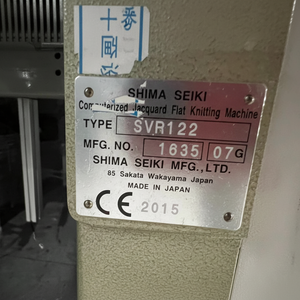 SHIMA SEIKI
Computerized Jacquard Flat Knitting Machine
TYPE SVR122
MFG. NO. 1635 07G
SHIMA SEIKI MFG., LTD.
85 Sakata Wakayama Japan
MADE IN JAPAN
CE 2015